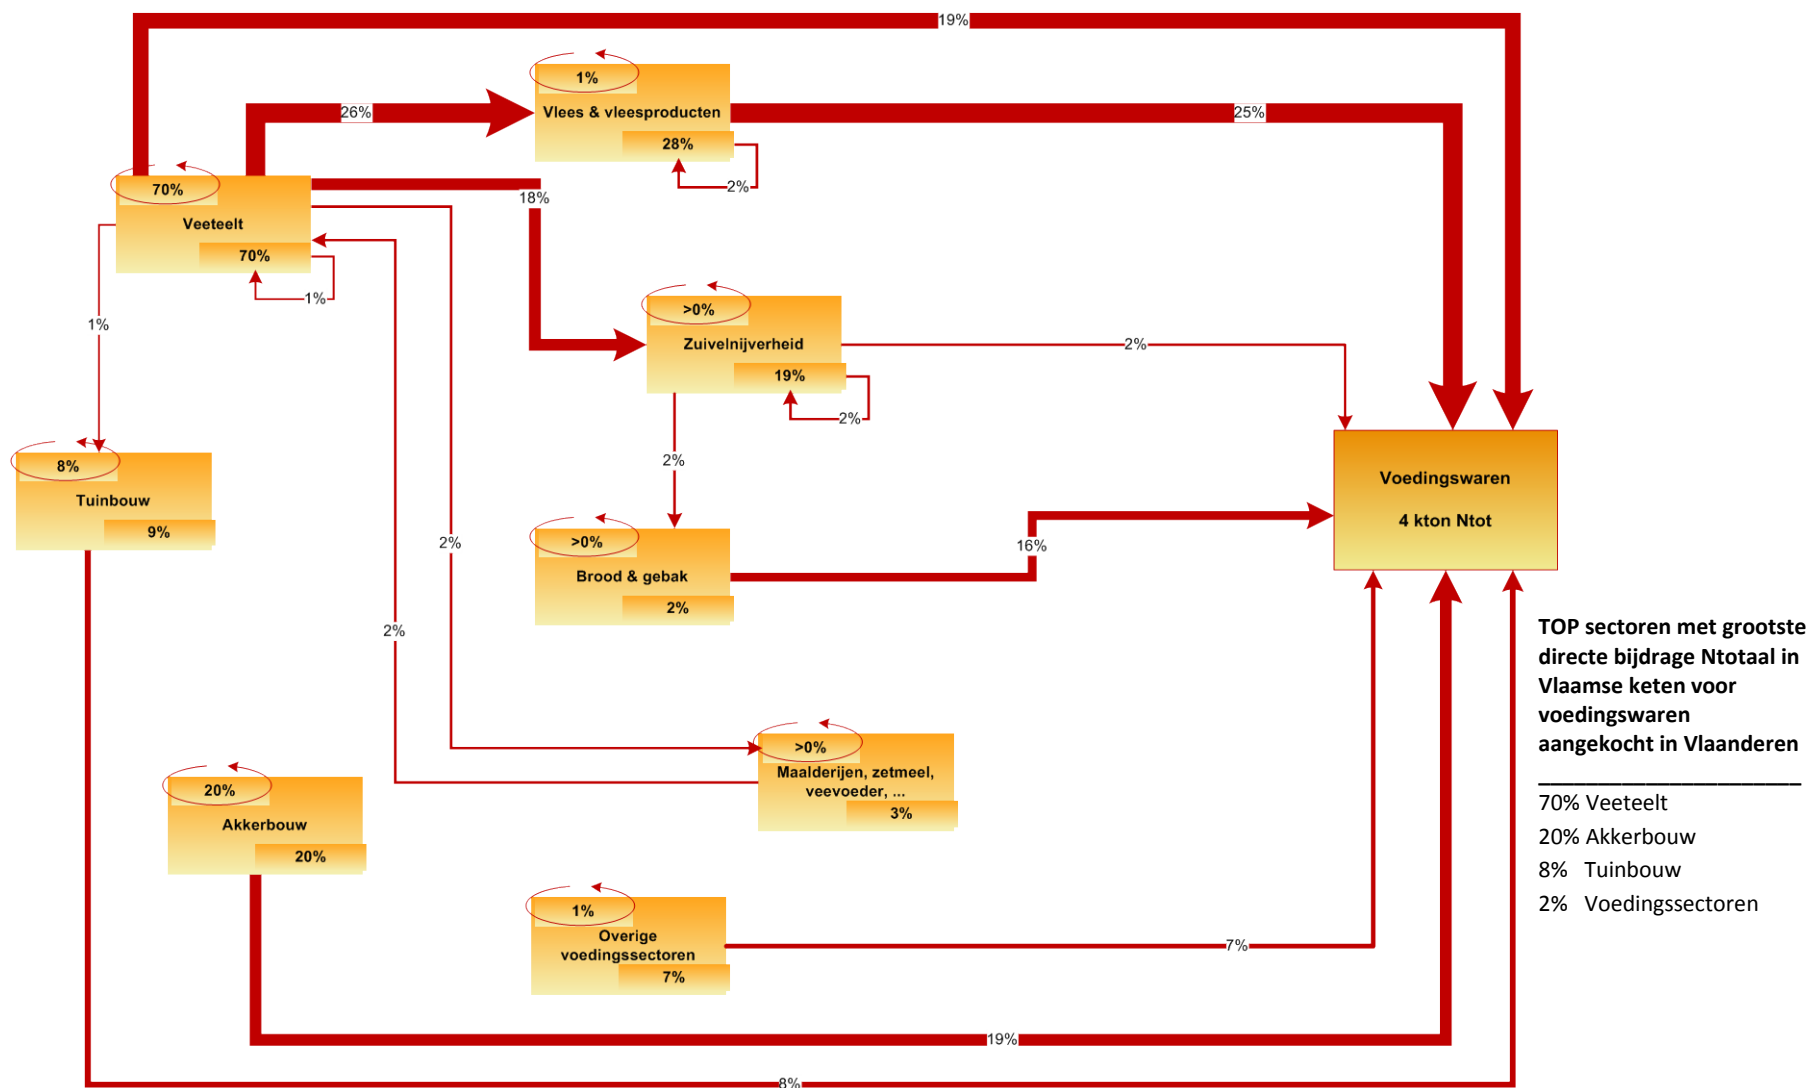 19%
1%
Vlees & vleesproducten
28%
2%
26%
25%
70%
Veeteelt
70%
1%
18%
1%
>0%
Zuivelnijverheid
19%
2%
2%
2%
8%
Tuinbouw
9%
2%
2%
>0%
Brood & gebak
2%
16%
Voedingswaren
4 kton Ntot
>0%
Maalderijen, zetmeel,
veevoeder, ...
3%
20%
Akkerbouw
20%
1%
Overige
voedingssectoren
7%
7%
19%
8%
TOP sectoren met grootste
directe bijdrage Ntotaal in
Vlaamse keten voor
voedingswaren
aangekocht in Vlaanderen
70% Veeteelt
20% Akkerbouw
8% Tuinbouw
2% Voedingssectoren